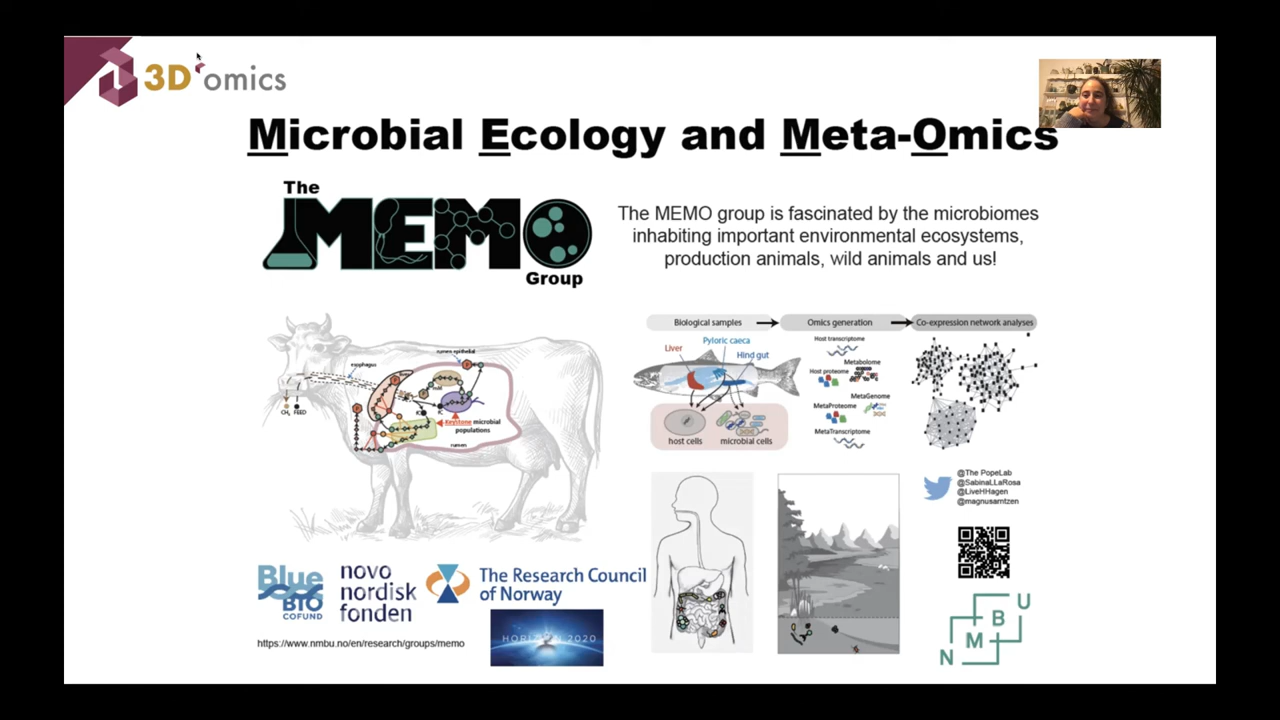 3D'omics
Microbial Ecology and Meta-Omics
The
MEMO
Group
The MEMO group is fascinated by the microbiomes
inhabiting important environmental ecosystems,
production animals, wild animals and us!
Biological samples
Omics generation
Co-expression network analyses
Liver
Pyloric caeca
Hind gut
host cells
microbial cells
Host transcriptome
Metabolome
Host proteome
MetaGenome
MetaProteome
MetaTranscriptome
rumen epithelial
esophagus
CH₄
FEED
Keystone microbial
populations
rumen
@The PopeLab
@SabinaLLaRosa
@LiveHHagen
@magnusarntzen
Blue
BIO
COFUND
novo
nordisk
fonden
The Research Council
of Norway
HORIZON 2020
https://www.nmbu.no/en/research/groups/memo
N M B U